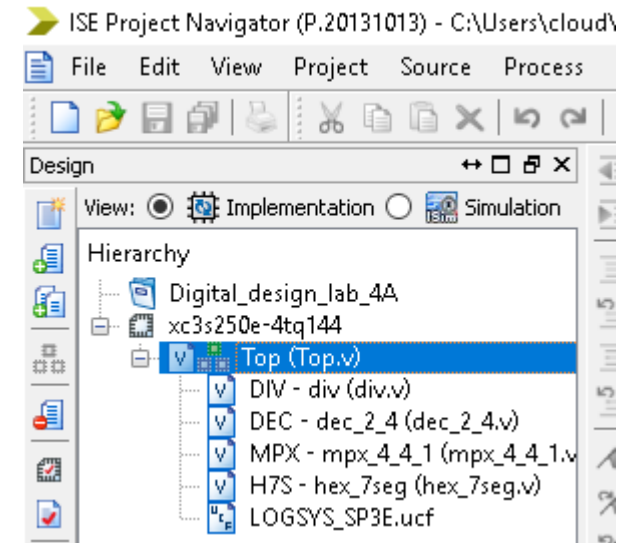 ISE Project Navigator (P.20131013) - C:\Users\cloud\
File Edit View Project Source Process
Design
View: Implementation Simulation
Hierarchy
Digital_design_lab_4A
xc3s250e-4tq144
Top (Top.v)
DIV - div (div.v)
DEC - dec_2_4 (dec_2_4.v)
MPX - mpx_4_4_1 (mpx_4_4_1.v
H7S - hex_7seg (hex_7seg.v)
LOGSYS_SP3E.ucf